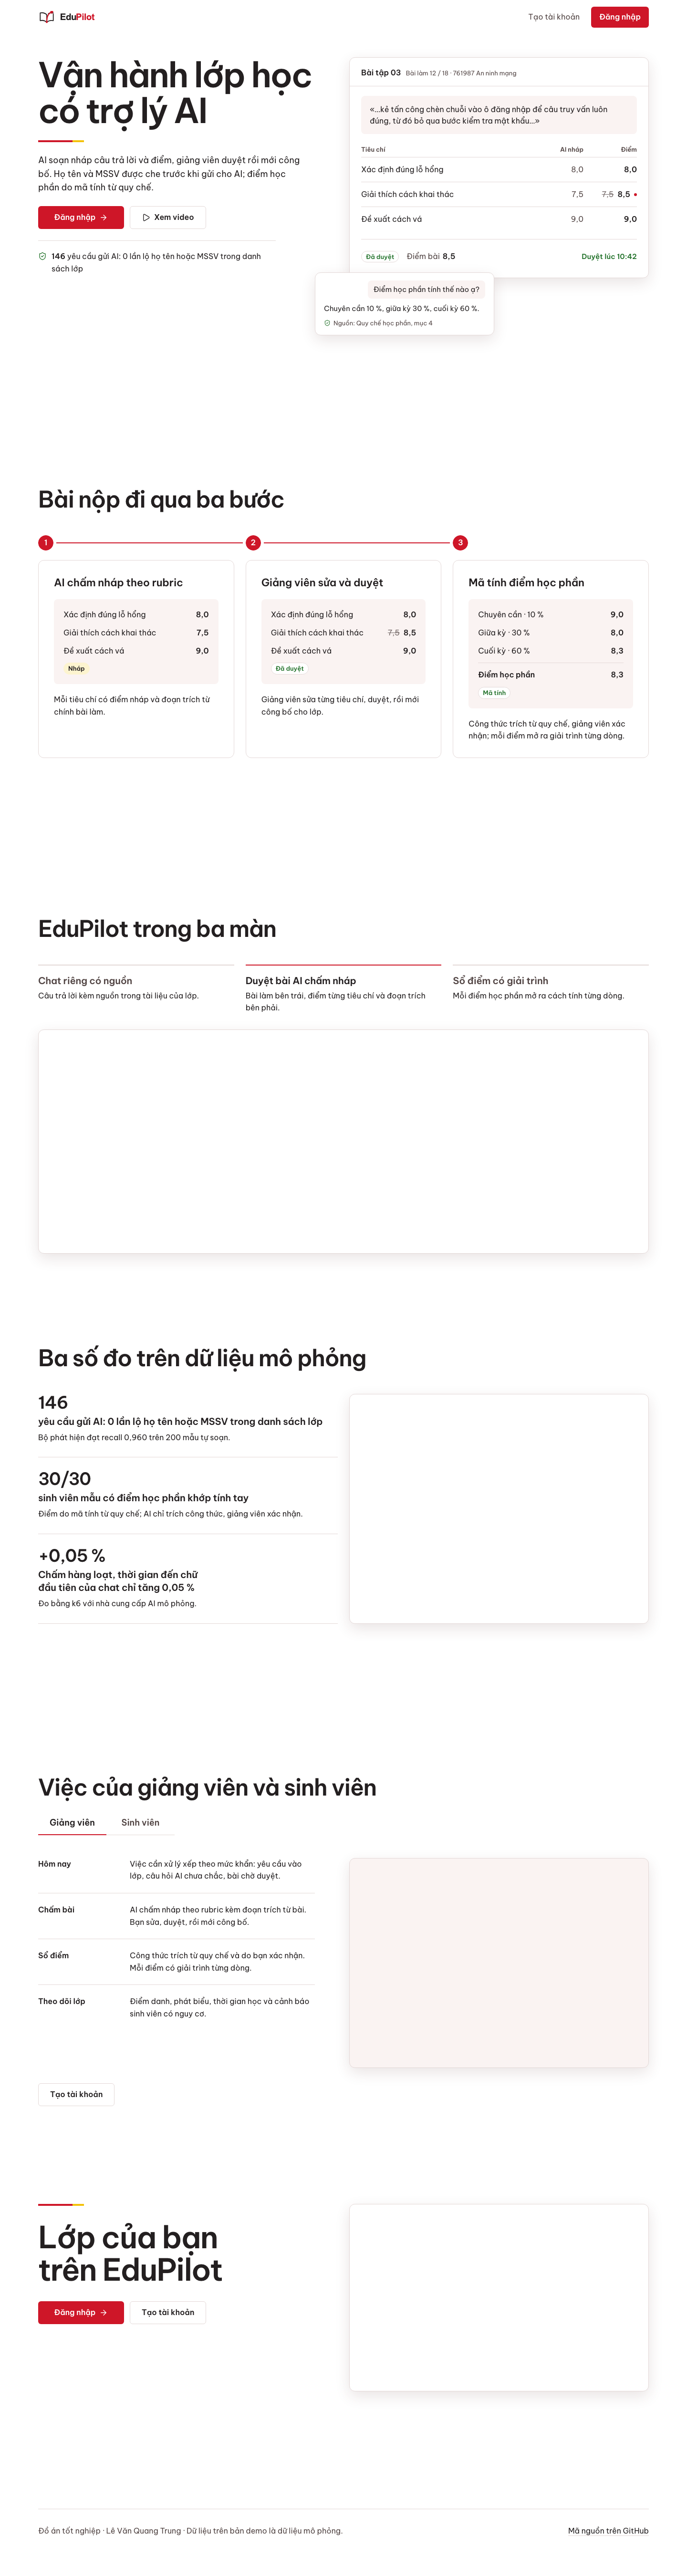 EduPilot
Tạo tài khoản
Đăng nhập
Vận hành lớp học
có trợ lý AI
AI soạn nháp câu trả lời và điểm, giảng viên duyệt rồi mới công
bố. Họ tên và MSSV được che trước khi gửi cho AI; điểm học
phần do mã tính từ quy chế.
Đăng nhập
Xem video
146 yêu cầu gửi AI: 0 lần lộ họ tên hoặc MSSV trong danh
sách lớp
Bài tập 03 Bài làm 12 / 18 · 761987 An ninh mạng
«…kẻ tấn công chèn chuỗi vào ô đăng nhập để câu truy vấn luôn
đúng, từ đó bỏ qua bước kiểm tra mật khẩu…»
Tiêu chí AI nháp Điểm
Xác định đúng lỗ hổng 8,0 8,0
Giải thích cách khai thác 7,5 7,5 8,5
Đề xuất cách vá 9,0 9,0
Đã duyệt Điểm bài 8,5 Duyệt lúc 10:42
Điểm học phần tính thế nào ạ?
Chuyên cần 10 %, giữa kỳ 30 %, cuối kỳ 60 %.
Nguồn: Quy chế học phần, mục 4
Bài nộp đi qua ba bước
1 2 3
AI chấm nháp theo rubric
Xác định đúng lỗ hổng 8,0
Giải thích cách khai thác 7,5
Đề xuất cách vá 9,0
Nháp
Mỗi tiêu chí có điểm nháp và đoạn trích từ
chính bài làm.
Giảng viên sửa và duyệt
Xác định đúng lỗ hổng 8,0
Giải thích cách khai thác 7,5 8,5
Đề xuất cách vá 9,0
Đã duyệt
Giảng viên sửa từng tiêu chí, duyệt, rồi mới
công bố cho lớp.
Mã tính điểm học phần
Chuyên cần · 10 % 9,0
Giữa kỳ · 30 % 8,0
Cuối kỳ · 60 % 8,3
Điểm học phần 8,3
Mã tính
Công thức trích từ quy chế, giảng viên xác
nhận; mỗi điểm mở ra giải trình từng dòng.
EduPilot trong ba màn
Chat riêng có nguồn
Câu trả lời kèm nguồn trong tài liệu của lớp.
Duyệt bài AI chấm nháp
Bài làm bên trái, điểm từng tiêu chí và đoạn trích
bên phải.
Sổ điểm có giải trình
Mỗi điểm học phần mở ra cách tính từng dòng.
Ba số đo trên dữ liệu mô phỏng
146
yêu cầu gửi AI: 0 lần lộ họ tên hoặc MSSV trong danh sách lớp
Bộ phát hiện đạt recall 0,960 trên 200 mẫu tự soạn.
30/30
sinh viên mẫu có điểm học phần khớp tính tay
Điểm do mã tính từ quy chế; AI chỉ trích công thức, giảng viên xác nhận.
+0,05 %
Chấm hàng loạt, thời gian đến chữ
đầu tiên của chat chỉ tăng 0,05 %
Đo bằng k6 với nhà cung cấp AI mô phỏng.
Việc của giảng viên và sinh viên
Giảng viên Sinh viên
Hôm nay
Việc cần xử lý xếp theo mức khẩn: yêu cầu vào
lớp, câu hỏi AI chưa chắc, bài chờ duyệt.
Chấm bài
AI chấm nháp theo rubric kèm đoạn trích từ bài.
Bạn sửa, duyệt, rồi mới công bố.
Sổ điểm
Công thức trích từ quy chế và do bạn xác nhận.
Mỗi điểm có giải trình từng dòng.
Theo dõi lớp
Điểm danh, phát biểu, thời gian học và cảnh báo
sinh viên có nguy cơ.
Tạo tài khoản
Lớp của bạn
trên EduPilot
Đăng nhập
Tạo tài khoản
Đồ án tốt nghiệp · Lê Văn Quang Trung · Dữ liệu trên bản demo là dữ liệu mô phỏng.
Mã nguồn trên GitHub